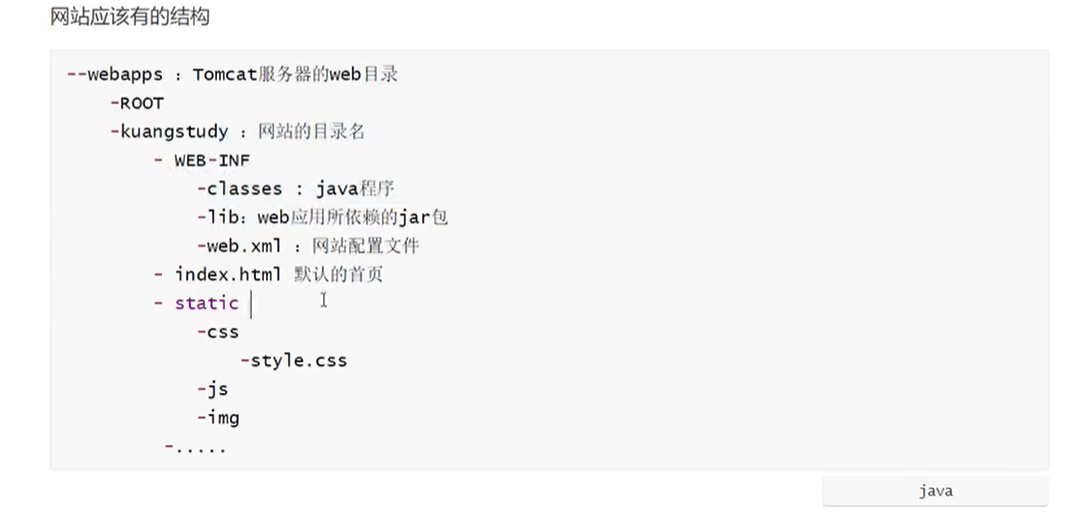 网站应该有的结构
--webapps ：Tomcat服务器的web目录
-ROOT
-kuangstudy ：网站的目录名
- WEB-INF
-classes : java程序
-lib：web应用所依赖的jar包
-web.xml ：网站配置文件
- index.html 默认的首页
- static
-css
-style.css
-js
-img
-.....
java